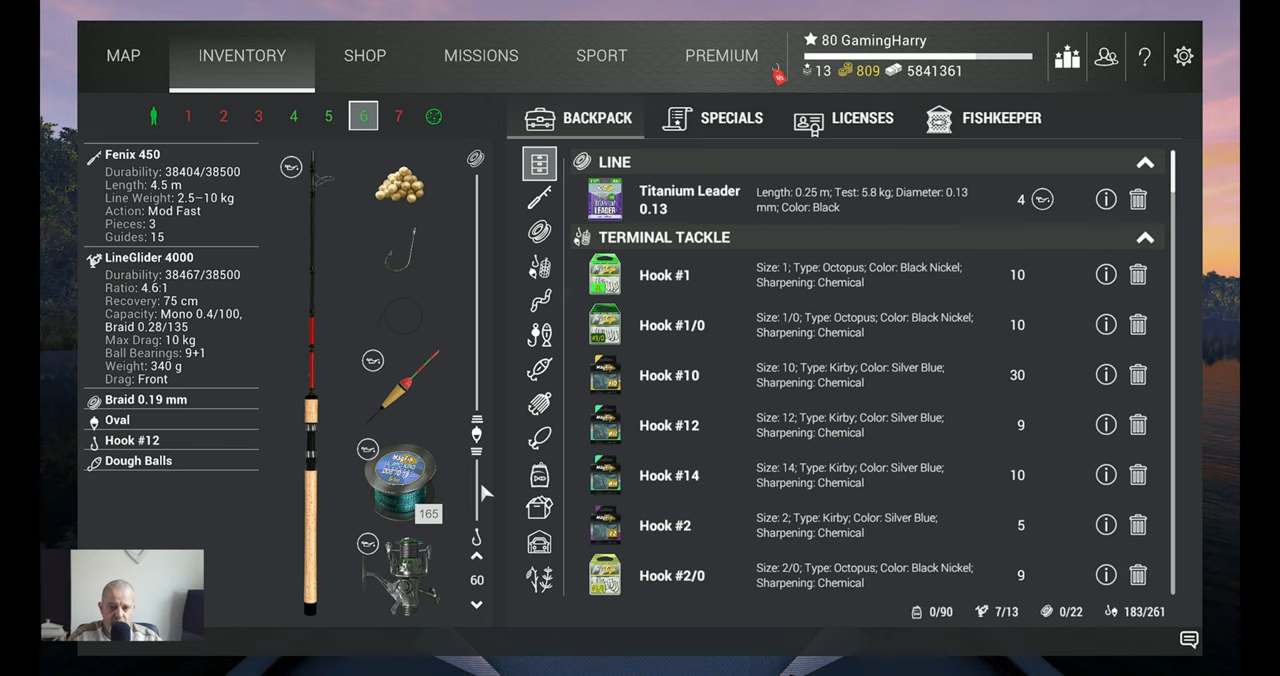 MAP
INVENTORY
SHOP
MISSIONS
SPORT
PREMIUM
80 GamingHarry
13 809 5841361
?
1 2 3 4 5 6 7
BACKPACK
SPECIALS
LICENSES
FISHKEEPER
Fenix 450
Durability: 38404/38500
Length: 4.5 m
Line Weight: 2.5–10 kg
Action: Mod Fast
Pieces: 3
Guides: 15
LineGlider 4000
Durability: 38467/38500
Ratio: 4.6:1
Recovery: 75 cm
Capacity: Mono 0.4/100,
Braid 0.28/135
Max Drag: 10 kg
Ball Bearings: 9+1
Weight: 340 g
Drag: Front
Braid 0.19 mm
Oval
Hook #12
Dough Balls
165
60
LINE
Titanium Leader
0.13
Length: 0.25 m; Test: 5.8 kg; Diameter: 0.13
mm; Color: Black
4
TERMINAL TACKLE
Hook #1
Size: 1; Type: Octopus; Color: Black Nickel;
Sharpening: Chemical
10
Hook #1/0
Size: 1/0; Type: Octopus; Color: Black Nickel;
Sharpening: Chemical
10
Hook #10
Size: 10; Type: Kirby; Color: Silver Blue;
Sharpening: Chemical
30
Hook #12
Size: 12; Type: Kirby; Color: Silver Blue;
Sharpening: Chemical
9
Hook #14
Size: 14; Type: Kirby; Color: Silver Blue;
Sharpening: Chemical
10
Hook #2
Size: 2; Type: Kirby; Color: Silver Blue;
Sharpening: Chemical
5
Hook #2/0
Size: 2/0; Type: Octopus; Color: Black Nickel;
Sharpening: Chemical
9
0/90 7/13 0/22 183/261